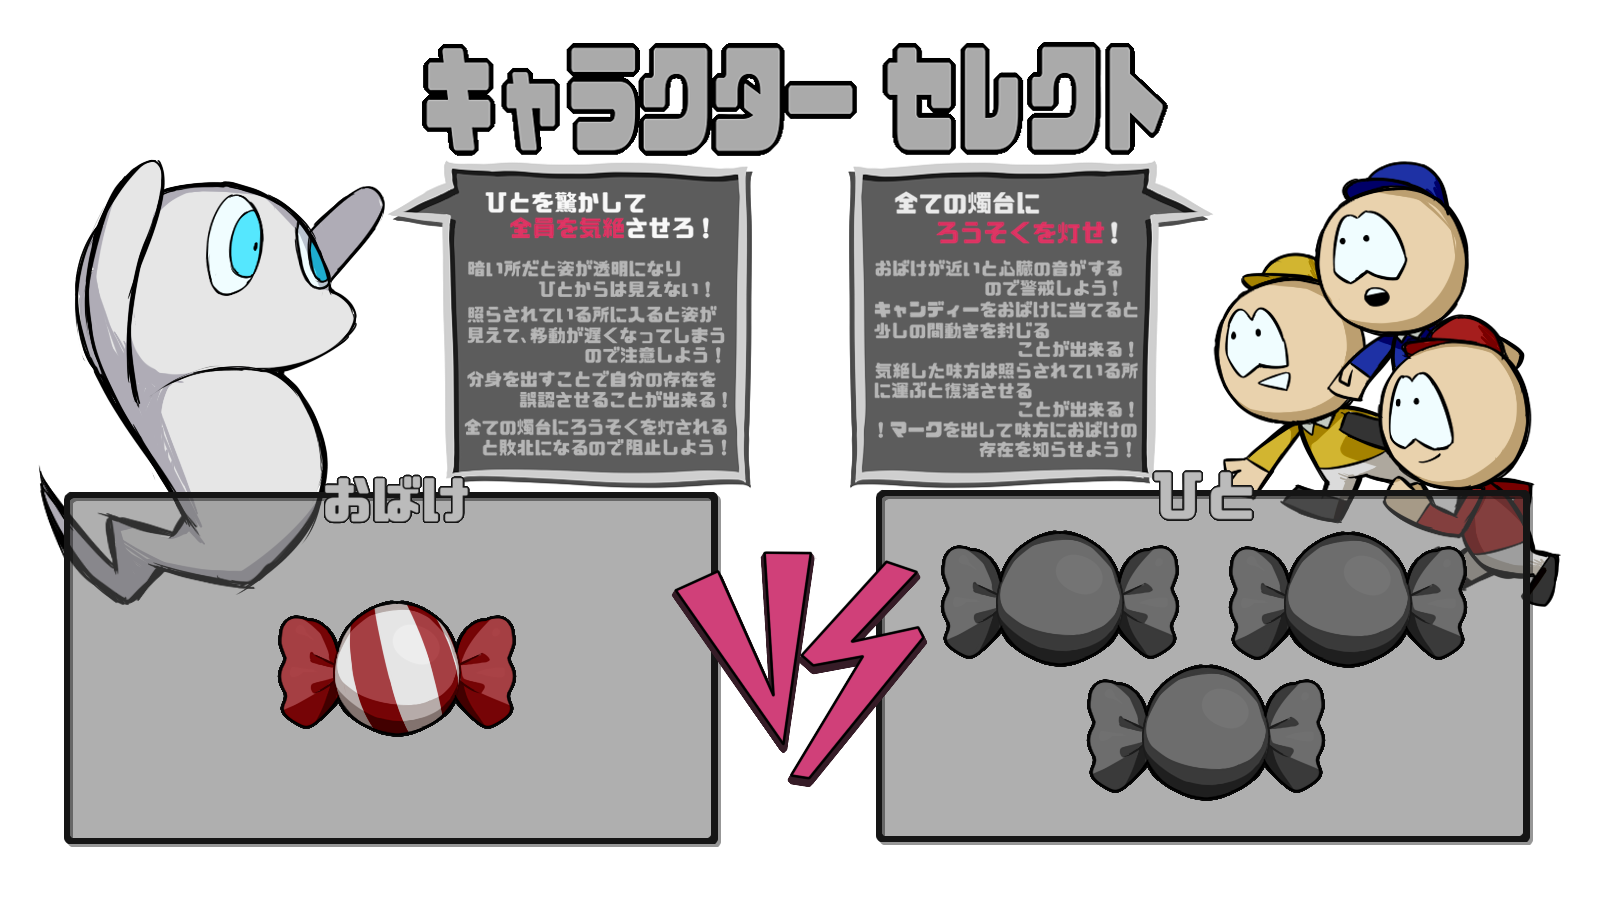 キャラクター セレクト
ひとを驚かして
全員を気絶させろ！
暗い所だと姿が透明になり
ひとからは見えない！
照らされている所に入ると姿が
見えて、移動が遅くなってしまう
ので注意しよう！
分身を出すことで自分の存在を
誤認させることが出来る！
全ての燭台にろうそくを灯される
と敗北になるので阻止しよう！
全ての燭台に
ろうそくを灯せ！
おばけが近いと心臓の音がする
ので警戒しよう！
キャンディーをおばけに当てると
少しの間動きを封じる
ことが出来る！
気絶した味方は照らされている所
に運ぶと復活させる
ことが出来る！
！マークを出して味方におばけの
存在を知らせよう！
おばけ
ひと
VS